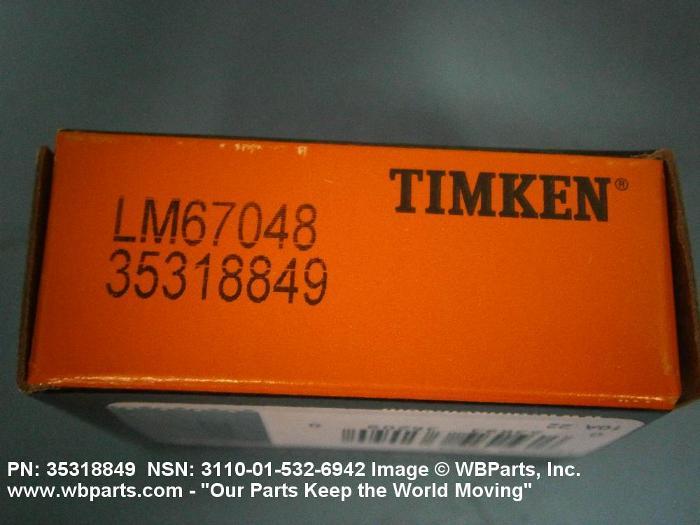 TIMKEN®
LM67048
35318849
PN: 35318849 NSN: 3110-01-532-6942 Image © WBParts, Inc.
www.wbparts.com - "Our Parts Keep the World Moving"